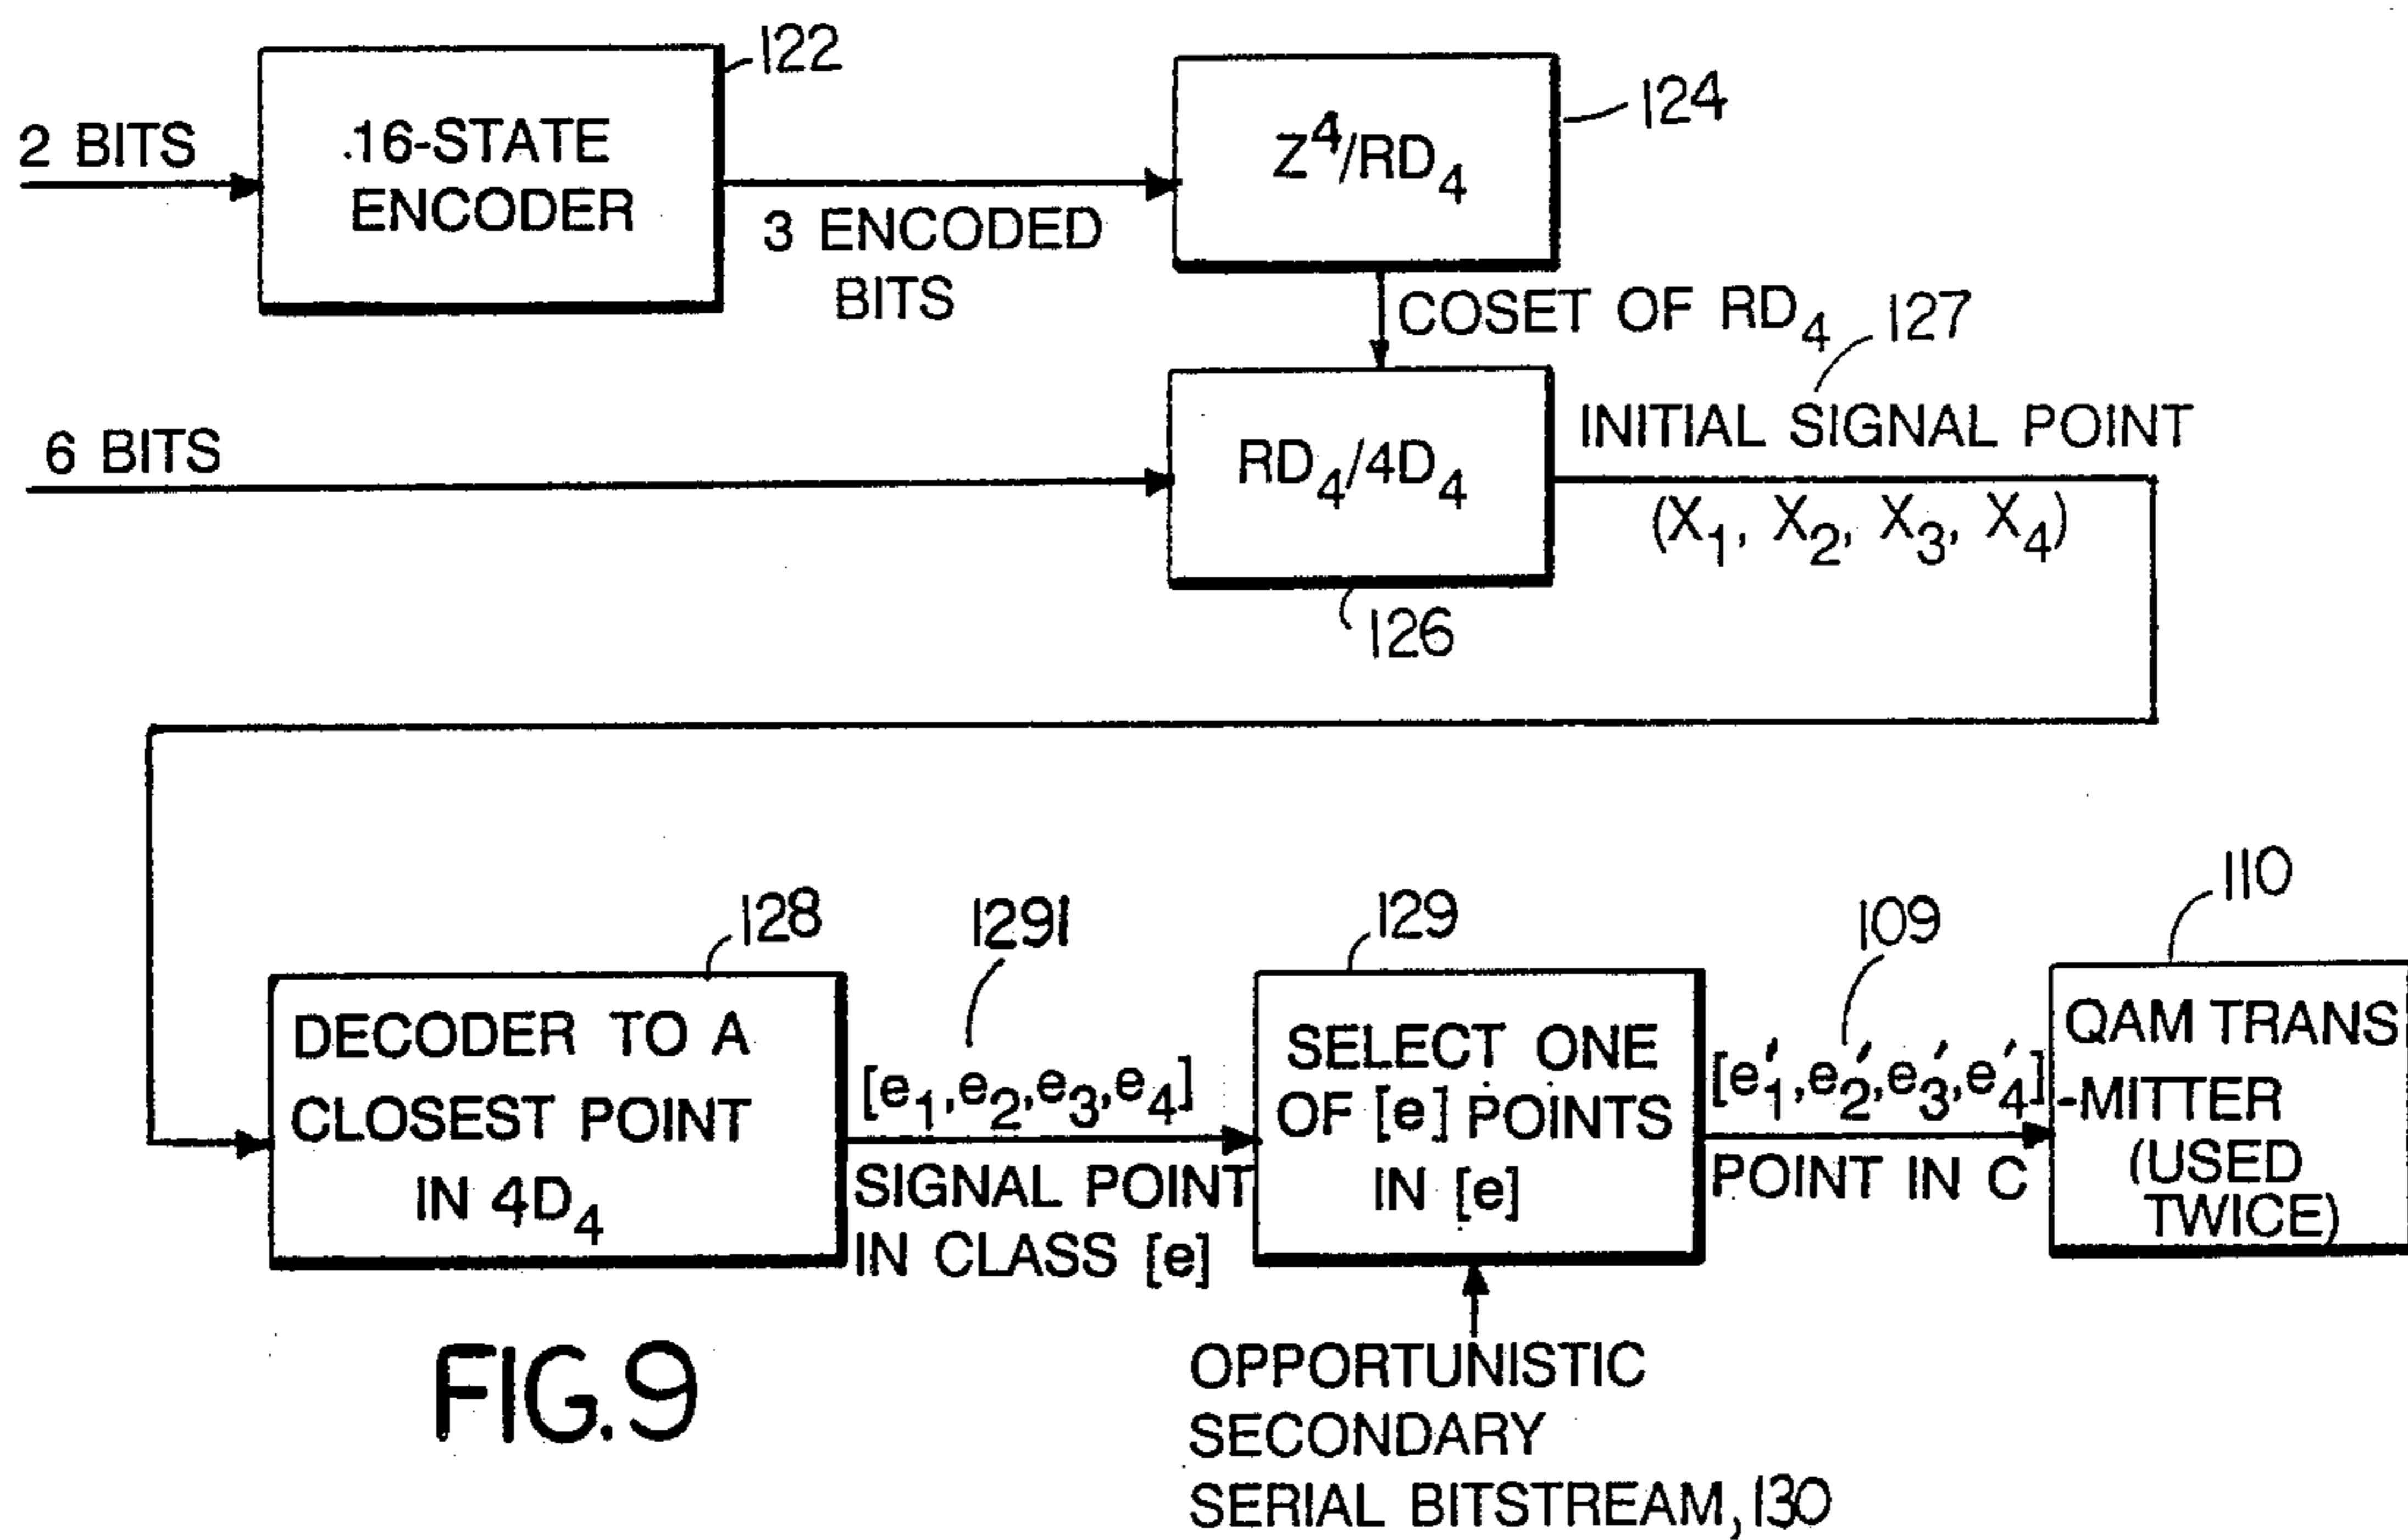 122
2 BITS
.16-STATE
ENCODER
3 ENCODED
BITS
124
Z⁴/RD₄
COSET OF RD₄
127
6 BITS
RD₄/4D₄
126
INITIAL SIGNAL POINT
(X₁, X₂, X₃, X₄)
128
DECODER TO A
CLOSEST POINT
IN 4D₄
1291
[e₁,e₂,e₃,e₄]
SIGNAL POINT
IN CLASS [e]
129
SELECT ONE
OF [e] POINTS
IN [e]
109
[e′₁,e′₂,e′₃,e′₄]
POINT IN C
110
QAM TRANS
-MITTER
(USED
TWICE)
OPPORTUNISTIC
SECONDARY
SERIAL BITSTREAM, 130
FIG.9